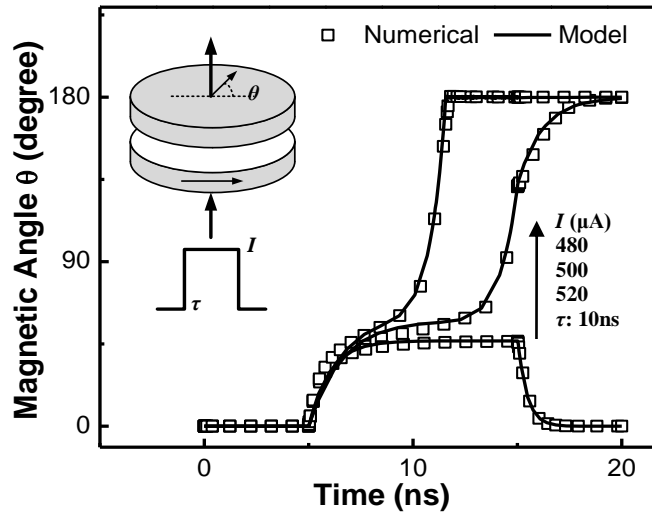 Numerical
Model
θ
I
τ
I (μA)
480
500
520
τ: 10ns
Magnetic Angle θ (degree)
180
90
0
0
10
20
Time (ns)